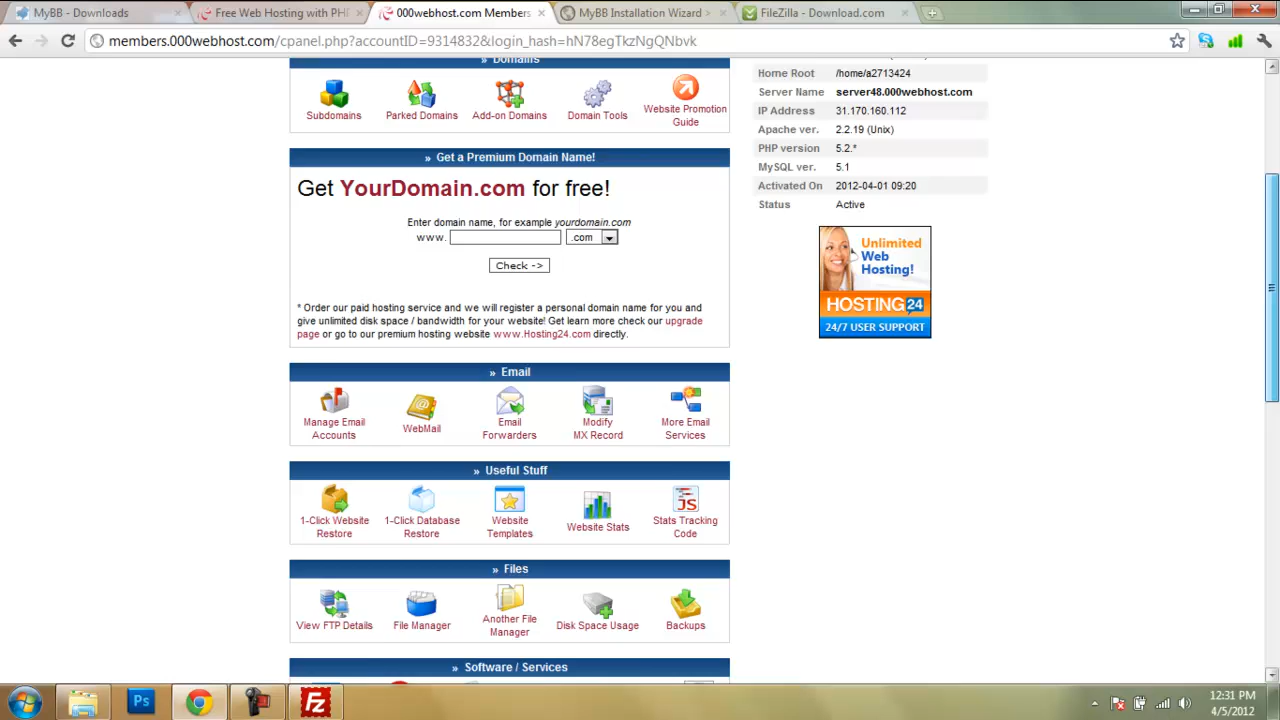 MyBB - Downloads
Free Web Hosting with PHP
000webhost.com Members
MyBB Installation Wizard >
FileZilla - Download.com
members.000webhost.com/cpanel.php?accountID=9314832&login_hash=hN78egTkzNgQNbvk
» Domains
Subdomains
Parked Domains
Add-on Domains
Domain Tools
Website Promotion
Guide
» Get a Premium Domain Name!
Get YourDomain.com for free!
Enter domain name, for example yourdomain.com
www.
.com
Check ->
* Order our paid hosting service and we will register a personal domain name for you and
give unlimited disk space / bandwidth for your website! Get learn more check our upgrade
page or go to our premium hosting website www.Hosting24.com directly.
» Email
Manage Email
Accounts
WebMail
Email
Forwarders
Modify
MX Record
More Email
Services
» Useful Stuff
1-Click Website
Restore
1-Click Database
Restore
Website
Templates
Website Stats
JS
Stats Tracking
Code
» Files
View FTP Details
File Manager
Another File
Manager
Disk Space Usage
Backups
» Software / Services
Home Root /home/a2713424
Server Name server48.000webhost.com
IP Address 31.170.160.112
Apache ver. 2.2.19 (Unix)
PHP version 5.2.*
MySQL ver. 5.1
Activated On 2012-04-01 09:20
Status Active
Unlimited
Web
Hosting!
HOSTING 24
24/7 USER SUPPORT
Ps
Fz
12:31 PM
4/5/2012